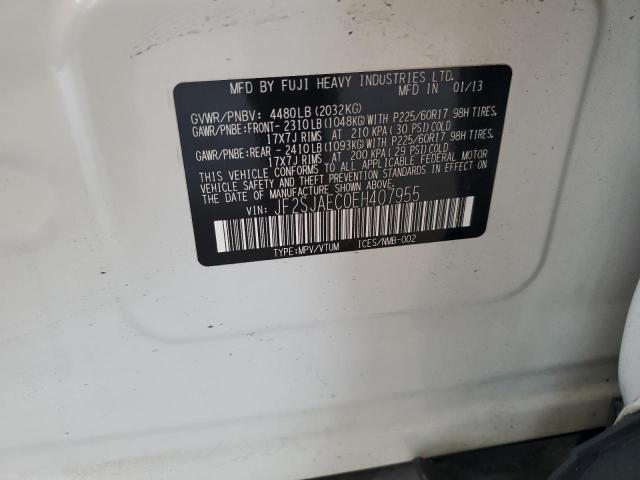 MFD BY FUJI HEAVY INDUSTRIES LTD.
MFD IN 01/13
GVWR/PNBV: 4480LB(2032KG)
GAWR/PNBE:FRONT- 2310LB(1048KG)WITH P225/60R17 98H TIRES,
17X7J RIMS AT 210 KPA(30 PSI)COLD
GAWR/PNBE:REAR - 2410LB(1093KG)WITH P225/60R17 98H TIRES,
17X7J RIMS AT 200 KPA(29 PSI)COLD
THIS VEHICLE CONFORMS TO ALL APPLICABLE FEDERAL MOTOR
VEHICLE SAFETY STANDARDS IN EFFECT ON THE
DATE OF MANUFACTURE SHOWN ABOVE.
VIN: JF2SJAEC0EH407955
TYPE:MPV/VTUM ICES/NMB-002